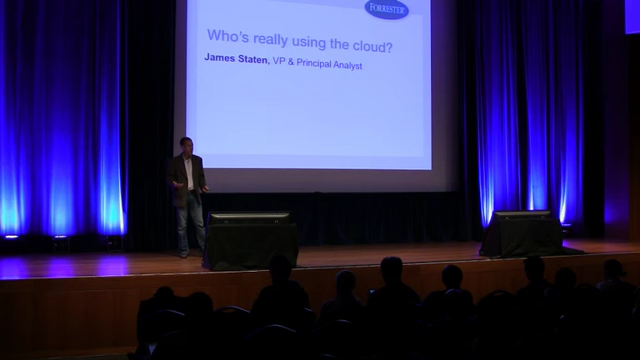 FORRESTER
Who's really using the cloud?
James Staten, VP & Principal Analyst